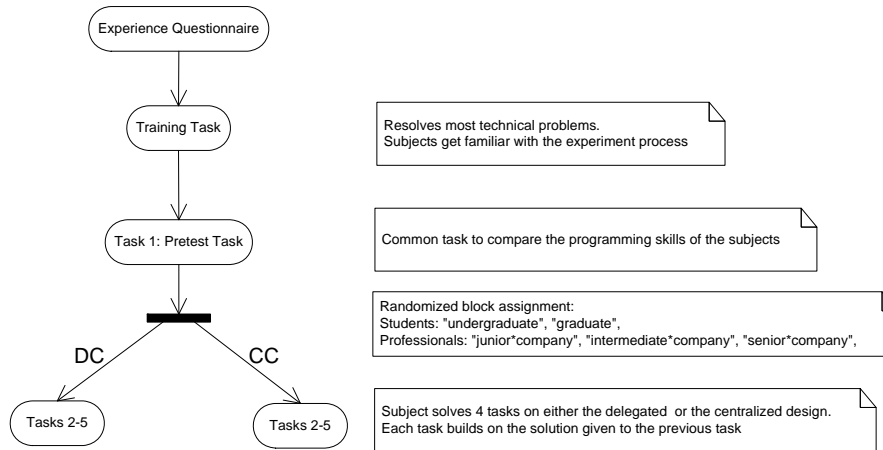 Experience Questionnaire
Training Task
Resolves most technical problems.
Subjects get familiar with the experiment process
Task 1: Pretest Task
Common task to compare the programming skills of the subjects
Randomized block assignment:
Students: "undergraduate", "graduate",
Professionals: "junior*company", "intermediate*company", "senior*company",
DC
CC
Tasks 2-5
Tasks 2-5
Subject solves 4 tasks on either the delegated or the centralized design.
Each task builds on the solution given to the previous task